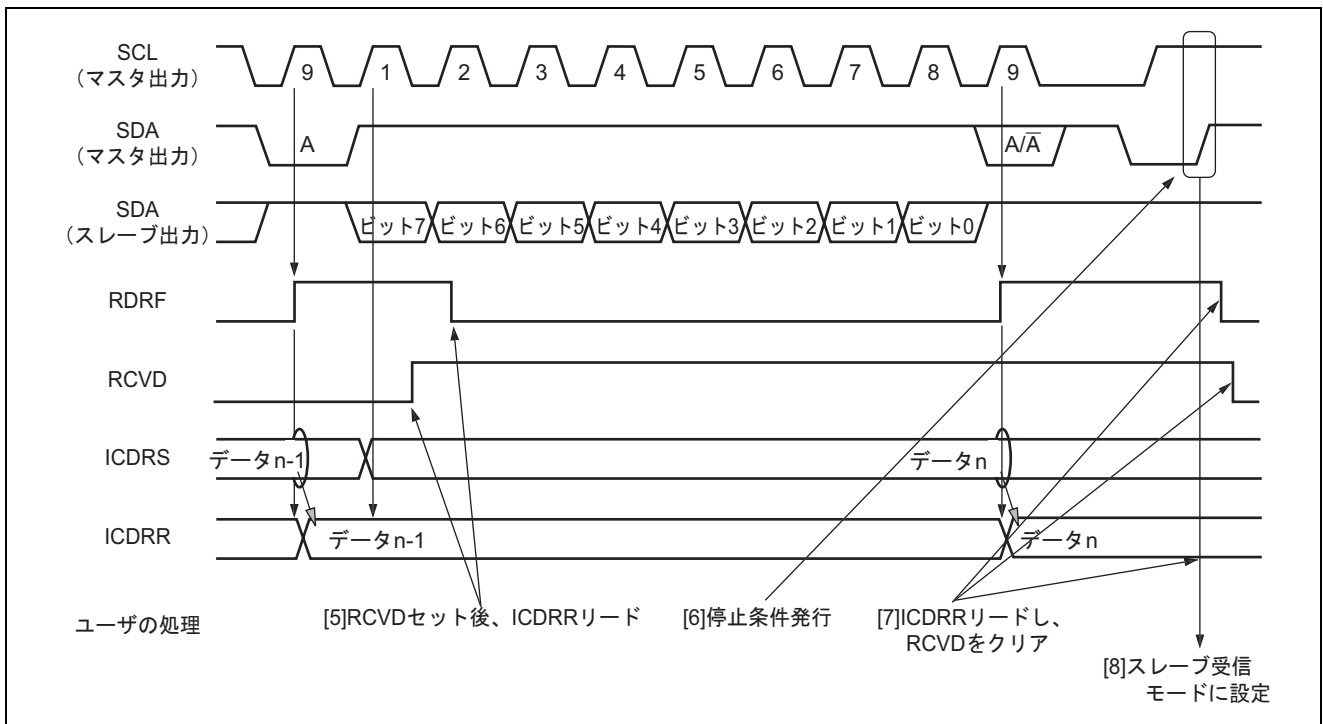 SCL
（マスタ出力）
9 1 2 3 4 5 6 7 8 9
SDA
（マスタ出力）
A A/A̅
SDA
（スレーブ出力）
ビット7 ビット6 ビット5 ビット4 ビット3 ビット2 ビット1 ビット0
RDRF
RCVD
ICDRS
データn-1 データn
ICDRR
データn-1 データn
ユーザの処理
[5]RCVDセット後、ICDRRリード
[6]停止条件発行
[7]ICDRRリードし、
RCVDをクリア
[8]スレーブ受信
モードに設定